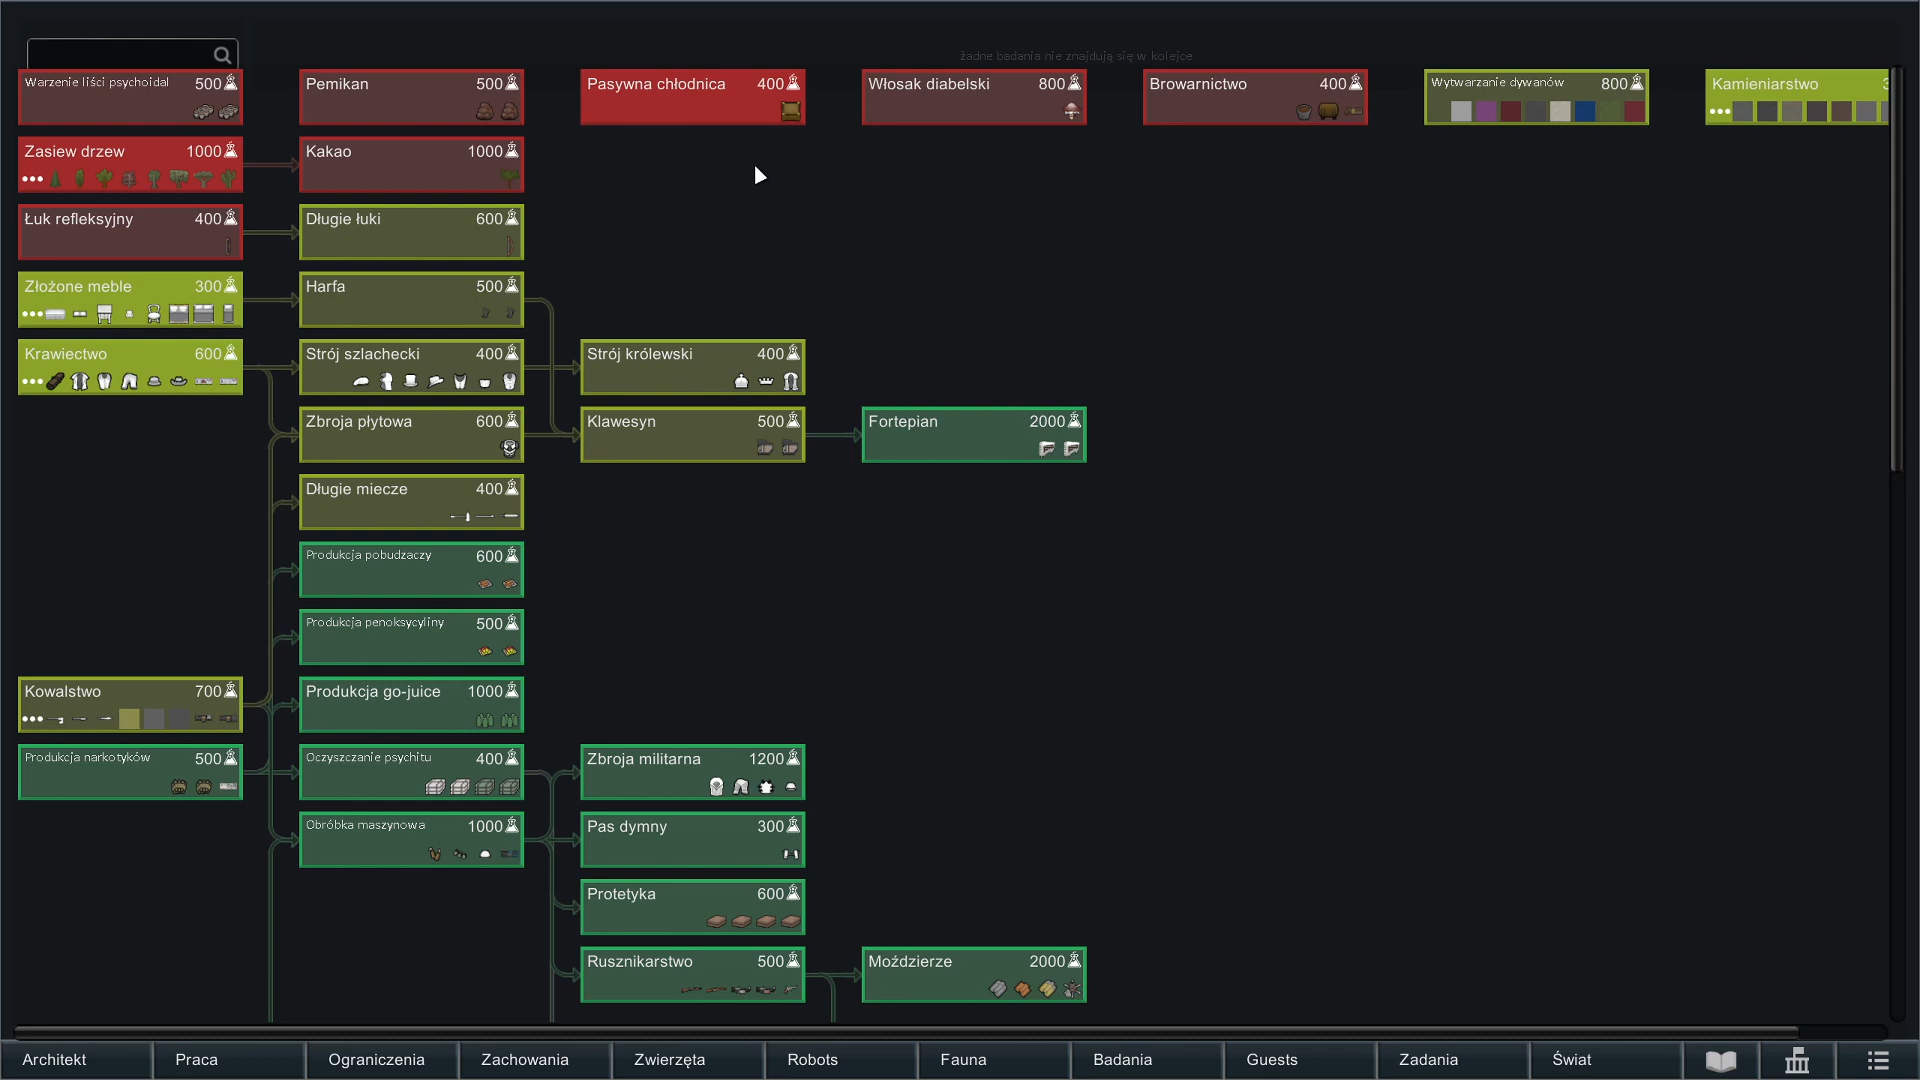 żadne badania nie znajdują się w kolejce
Warzenie liści psychoidal 500
Pemikan 500
Pasywna chłodnica 400
Włosak diabelski 800
Browarnictwo 400
Wytwarzanie dywanów 800
Kamieniarstwo
Zasiew drzew 1000
Kakao 1000
Łuk refleksyjny 400
Długie łuki 600
Złożone meble 300
Harfa 500
Krawiectwo 600
Strój szlachecki 400
Strój królewski 400
Zbroja płytowa 600
Klawesyn 500
Fortepian 2000
Długie miecze 400
Produkcja pobudzaczy 600
Produkcja penoksycyliny 500
Kowalstwo 700
Produkcja go-juice 1000
Produkcja narkotyków 500
Oczyszczanie psychitu 400
Zbroja militarna 1200
Obróbka maszynowa 1000
Pas dymny 300
Protetyka 600
Rusznikarstwo 500
Moździerze 2000
Architekt Praca Ograniczenia Zachowania Zwierzęta Robots Fauna Badania Guests Zadania Świat